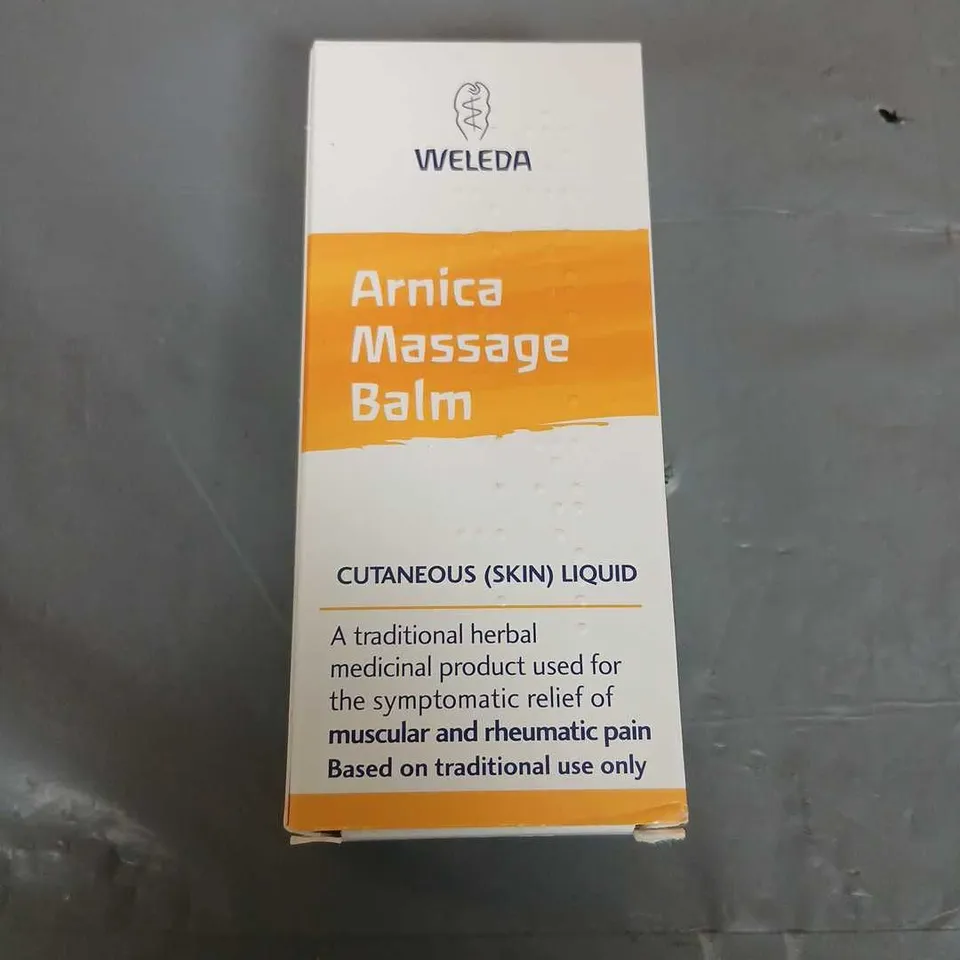 WELEDA
Arnica
Massage
Balm
CUTANEOUS (SKIN) LIQUID
A traditional herbal
medicinal product used for
the symptomatic relief of
muscular and rheumatic pain
Based on traditional use only